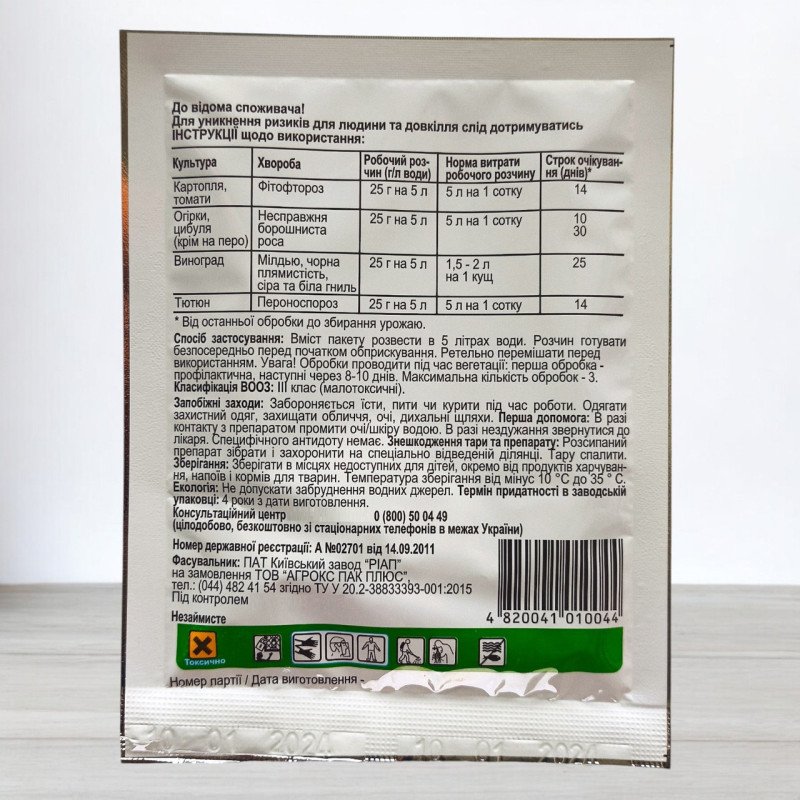 До відома споживача!
Для уникнення ризиків для людини та довкілля слід дотримуватись
ІНСТРУКЦІЇ щодо використання:
Культура Хвороба Робочий роз-чин (г/л води) Норма витрати робочого розчину Строк очікуван-ня (днів)*
Картопля, томати Фітофтороз 25 г на 5 л 5 л на 1 сотку 14
Огірки, цибуля (крім на перо) Несправжня борошниста роса 25 г на 5 л 5 л на 1 сотку 10 30
Виноград Мілдью, чорна плямистість, сіра та біла гниль 25 г на 5 л 1,5 - 2 л на 1 кущ 25
Тютюн Пероноспороз 25 г на 5 л 5 л на 1 сотку 14
* Від останньої обробки до збирання урожаю.
Спосіб застосування: Вміст пакету розвести в 5 літрах води. Розчин готувати
безпосередньо перед початком обприскування. Ретельно перемішати перед
використанням. Увага! Обробки проводити під час вегетації: перша обробка -
профілактична, наступні через 8-10 днів. Максимальна кількість обробок - 3.
Класифікація ВООЗ: III клас (малотоксичні).
Запобіжні заходи: Забороняється їсти, пити чи курити під час роботи. Одягати
захистний одяг, захищати обличчя, очі, дихальні шляхи. Перша допомога: В разі
контакту з препаратом промити очі/шкіру водою. В разі нездужання звернутися до
лікаря. Специфічного антидоту немає. Знешкодження тари та препарату: Розсипаний
препарат зібрати і захоронити на спеціально відведеній ділянці. Тару спалити.
Зберігання: Зберігати в місцях недоступних для дітей, окремо від продуктів харчуван-
ня, напоїв і кормів для тварин. Температура зберігання від мінус 10 °С до 35 ° С.
Екологія: Не допускати забруднення водних джерел. Термін придатності в заводській
упаковці: 4 роки з дати виготовлення.
Консультаційний центр 0 (800) 50 04 49
(цілодобово, безкоштовно зі стаціонарних телефонів в межах України)
Номер державної реєстрації: А №02701 від 14.09.2011
Фасувальник: ПАТ Київський завод "РІАП"
на замовлення ТОВ "АГРОКС ПАК ПЛЮС",
тел.: (044) 482 41 54 згідно ТУ У 20.2-38833393-001:2015
Під контролем
4 820041 010044
Незаймисте
Токсично
Номер партії / Дата виготовлення -
10 01 2024 10 01 2024